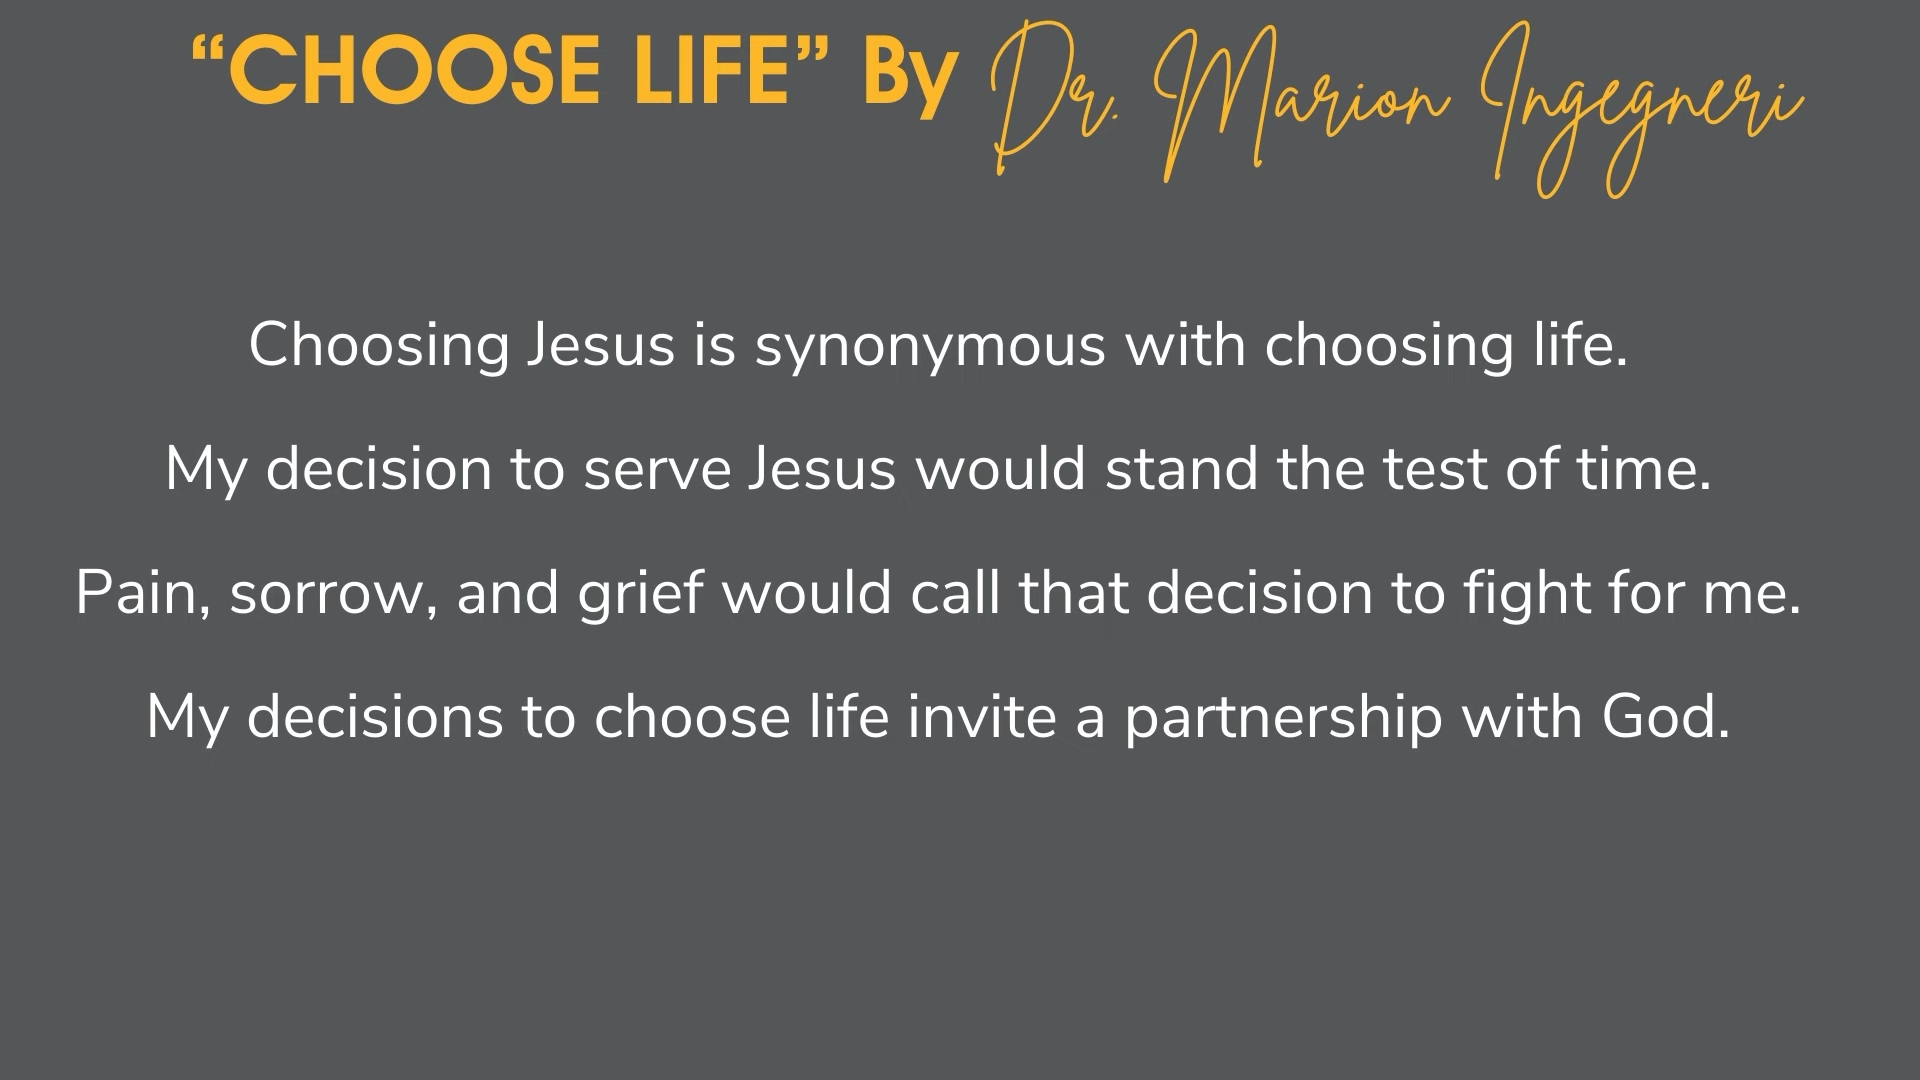 “CHOOSE LIFE” By Dr. Marion Ingegneri
Choosing Jesus is synonymous with choosing life.
My decision to serve Jesus would stand the test of time.
Pain, sorrow, and grief would call that decision to fight for me.
My decisions to choose life invite a partnership with God.